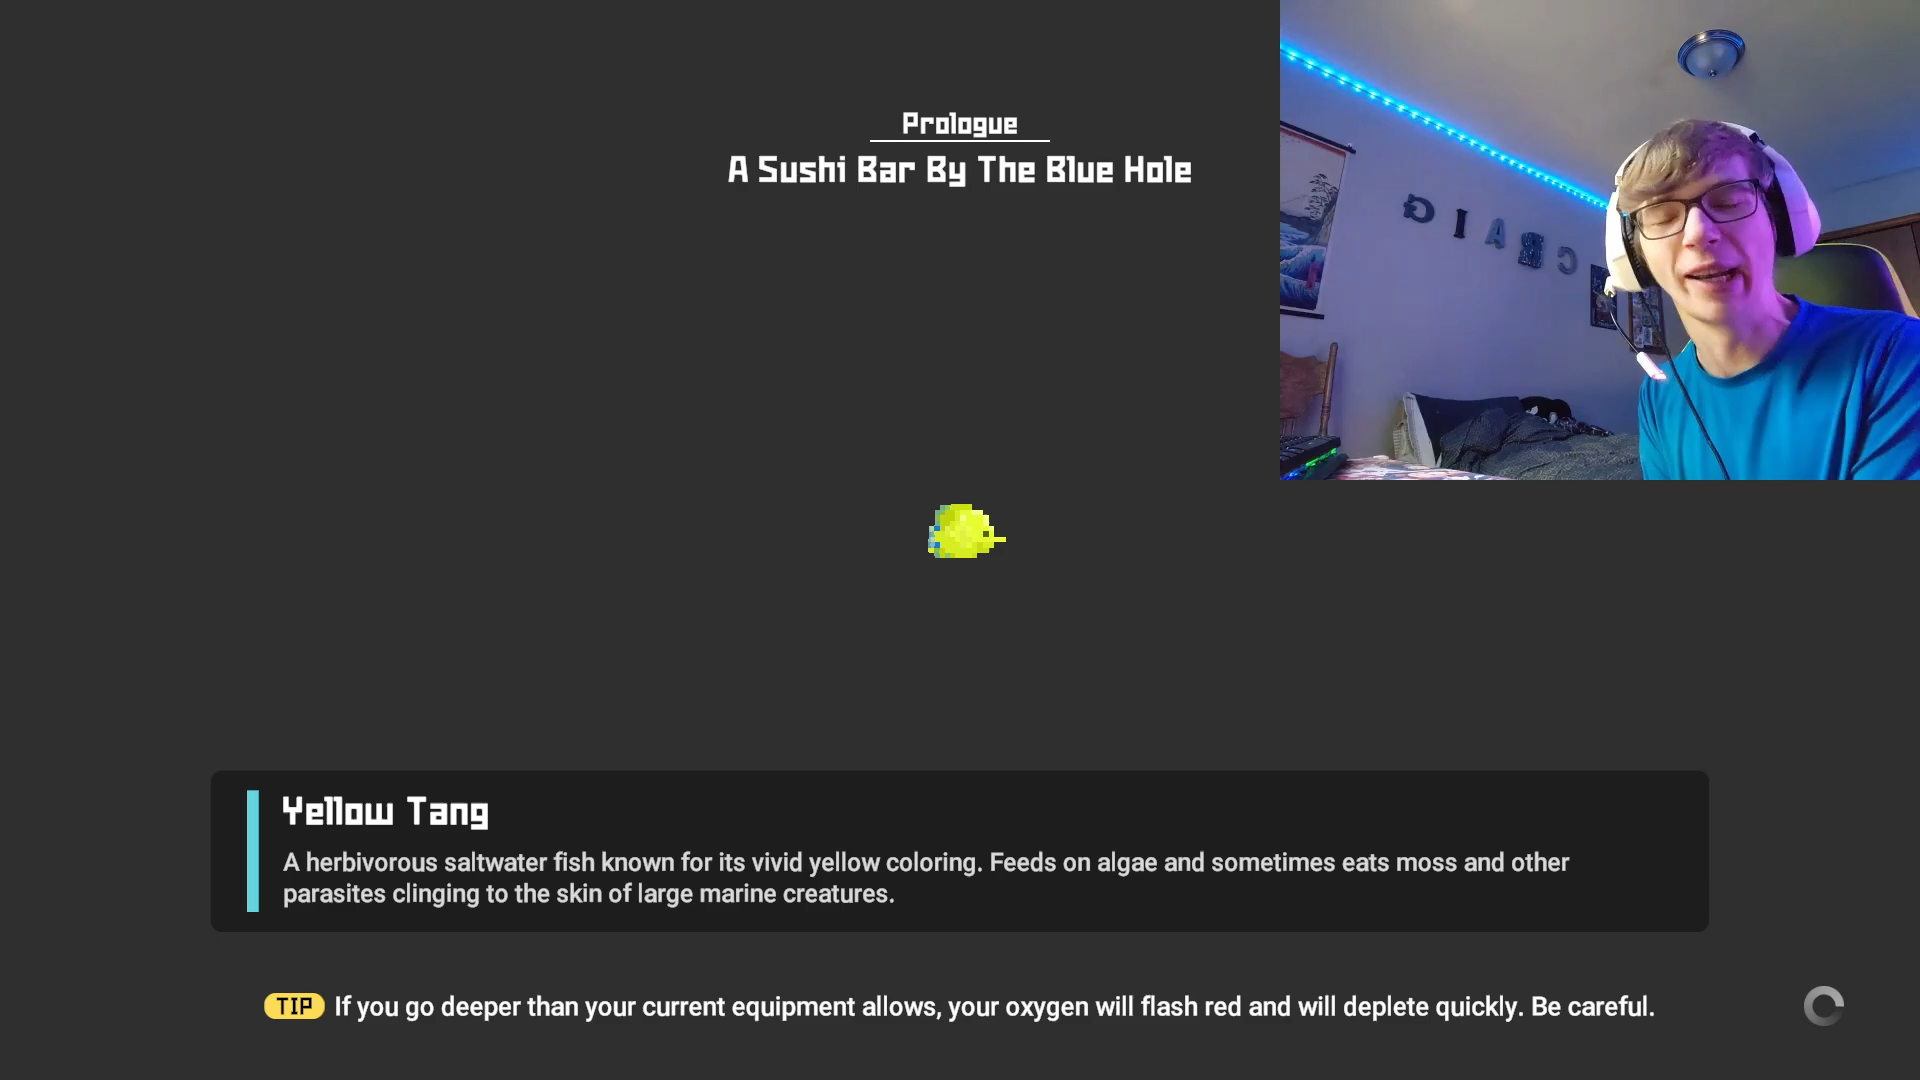 Prologue
A Sushi Bar By The Blue Hole
CRAIG
Yellow Tang
A herbivorous saltwater fish known for its vivid yellow coloring. Feeds on algae and sometimes eats moss and other
parasites clinging to the skin of large marine creatures.
TIP If you go deeper than your current equipment allows, your oxygen will flash red and will deplete quickly. Be careful.